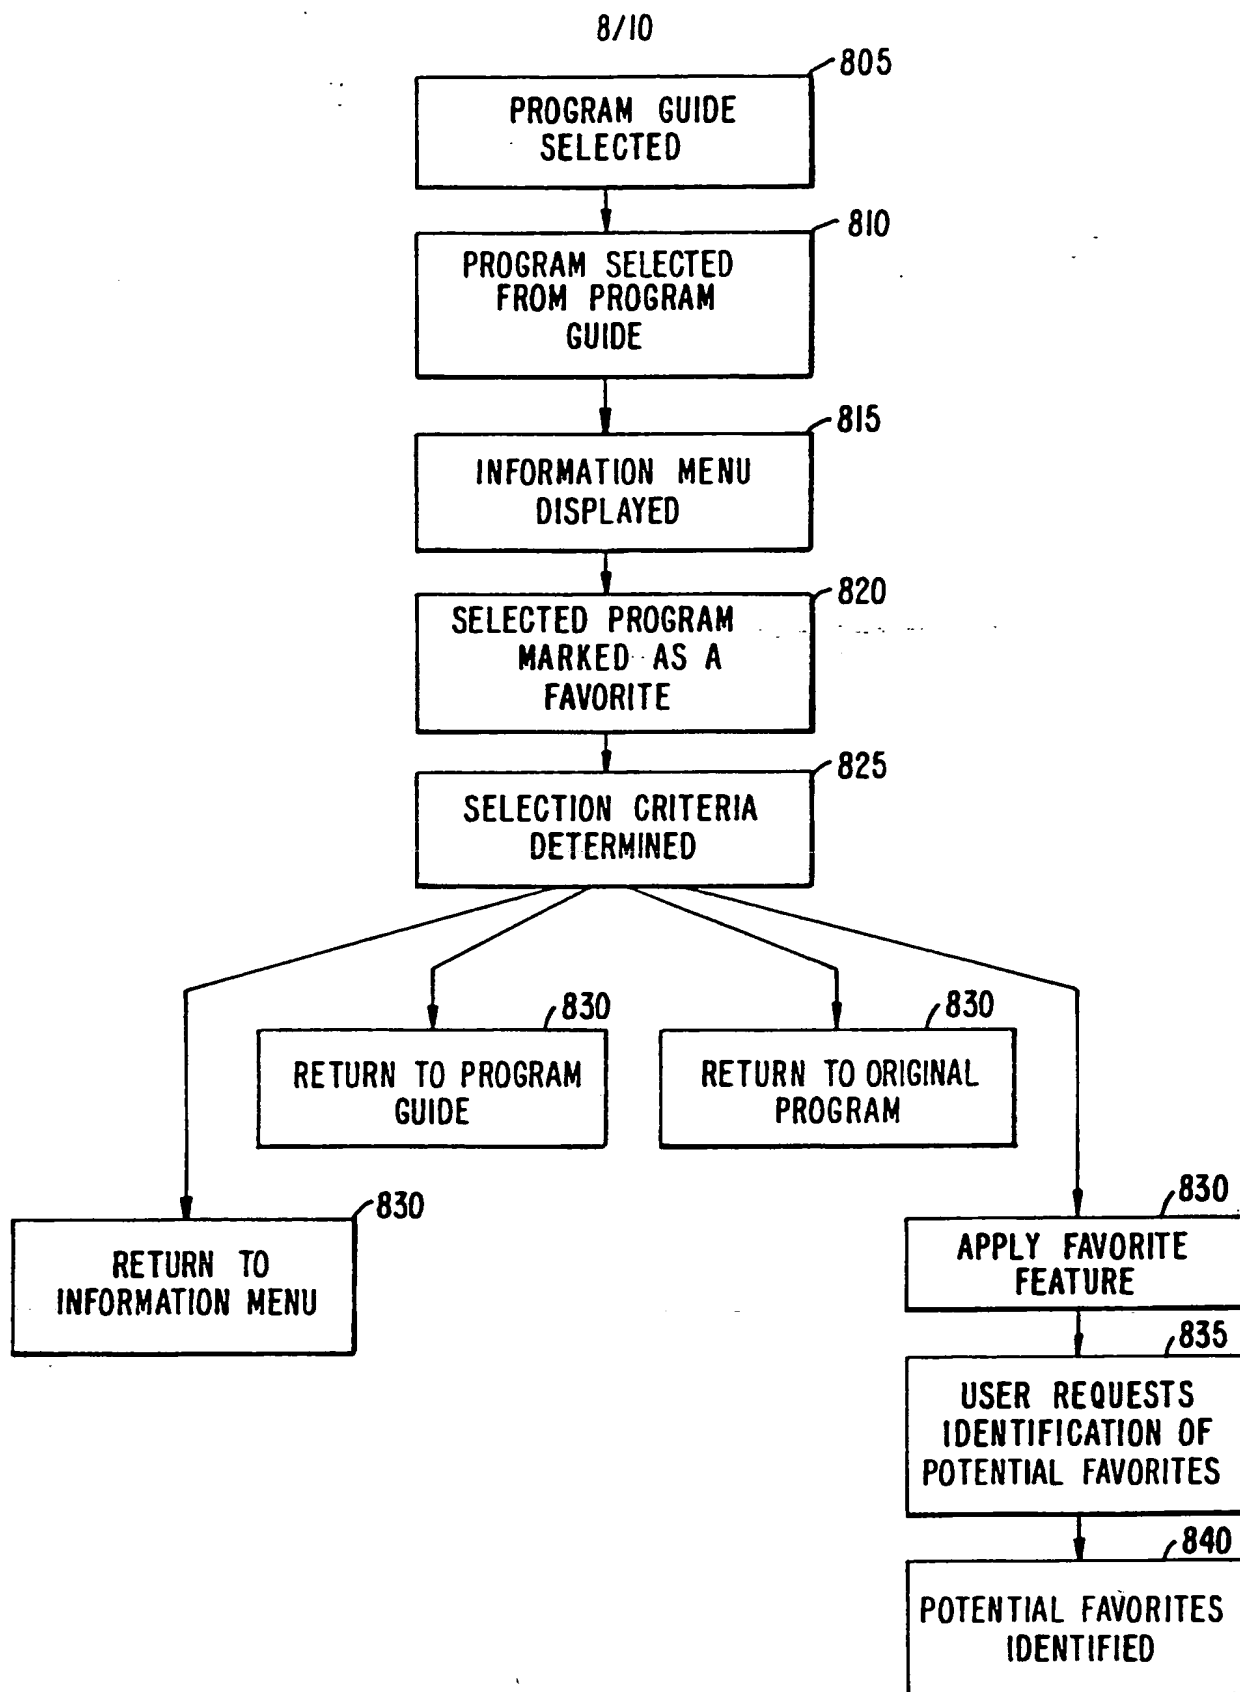 8/10
805
PROGRAM GUIDE
SELECTED
810
PROGRAM SELECTED
FROM PROGRAM
GUIDE
815
INFORMATION MENU
DISPLAYED
820
SELECTED PROGRAM
MARKED AS A
FAVORITE
825
SELECTION CRITERIA
DETERMINED
830
RETURN TO PROGRAM
GUIDE
830
RETURN TO ORIGINAL
PROGRAM
830
RETURN TO
INFORMATION MENU
830
APPLY FAVORITE
FEATURE
835
USER REQUESTS
IDENTIFICATION OF
POTENTIAL FAVORITES
840
POTENTIAL FAVORITES
IDENTIFIED